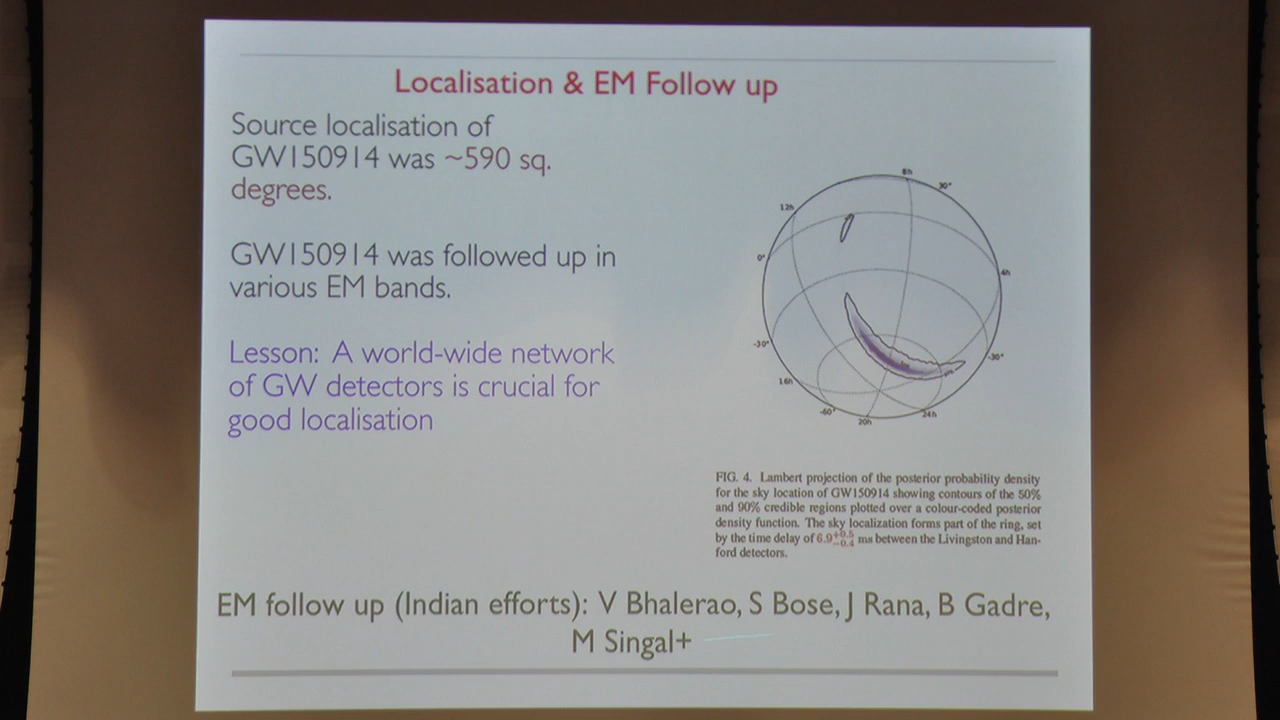 Localisation & EM Follow up
Source localisation of
GW150914 was ~590 sq.
degrees.
GW150914 was followed up in
various EM bands.
Lesson: A world-wide network
of GW detectors is crucial for
good localisation
8h
30°
12h
0°
4h
-30°
-30°
16h
-60°
20h
24h
FIG. 4. Lambert projection of the posterior probability density
for the sky location of GW150914 showing contours of the 50%
and 90% credible regions plotted over a colour-coded posterior
density function. The sky localization forms part of the ring, set
by the time delay of 6.9+0.5 −0.4 ms between the Livingston and Han-
ford detectors.
EM follow up (Indian efforts): V Bhalerao, S Bose, J Rana, B Gadre,
M Singal+